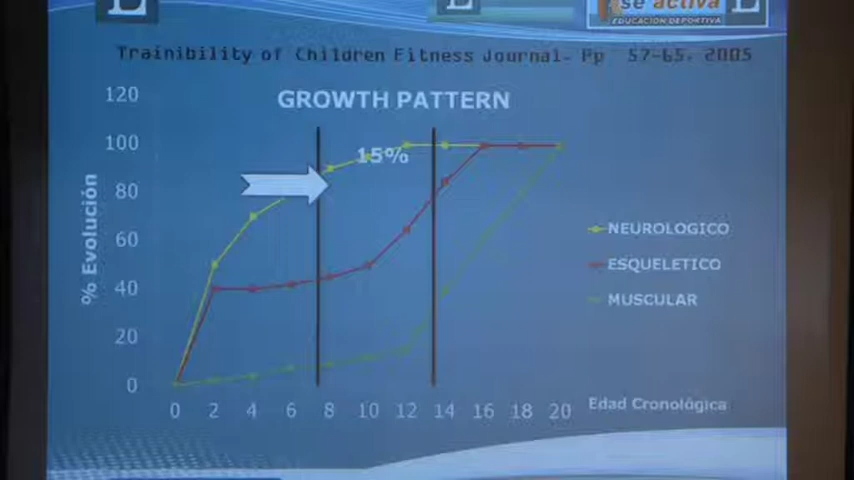 E
E
se activa
E
EDUCACIÓN DEPORTIVA
Trainibility of Children Fitness Journal- Pp 57-65, 2005
GROWTH PATTERN
120
100
80
60
40
20
0
% Evolución
15%
NEUROLOGICO
ESQUELETICO
MUSCULAR
0 2 4 6 8 10 12 14 16 18 20
Edad Cronológica